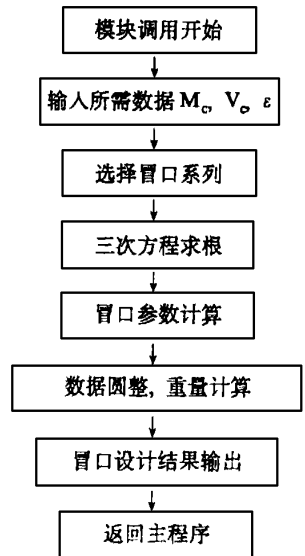 模块调用开始
输入所需数据 Mc, Vc, ε
选择冒口系列
三次方程求根
冒口参数计算
数据圆整, 重量计算
冒口设计结果输出
返回主程序